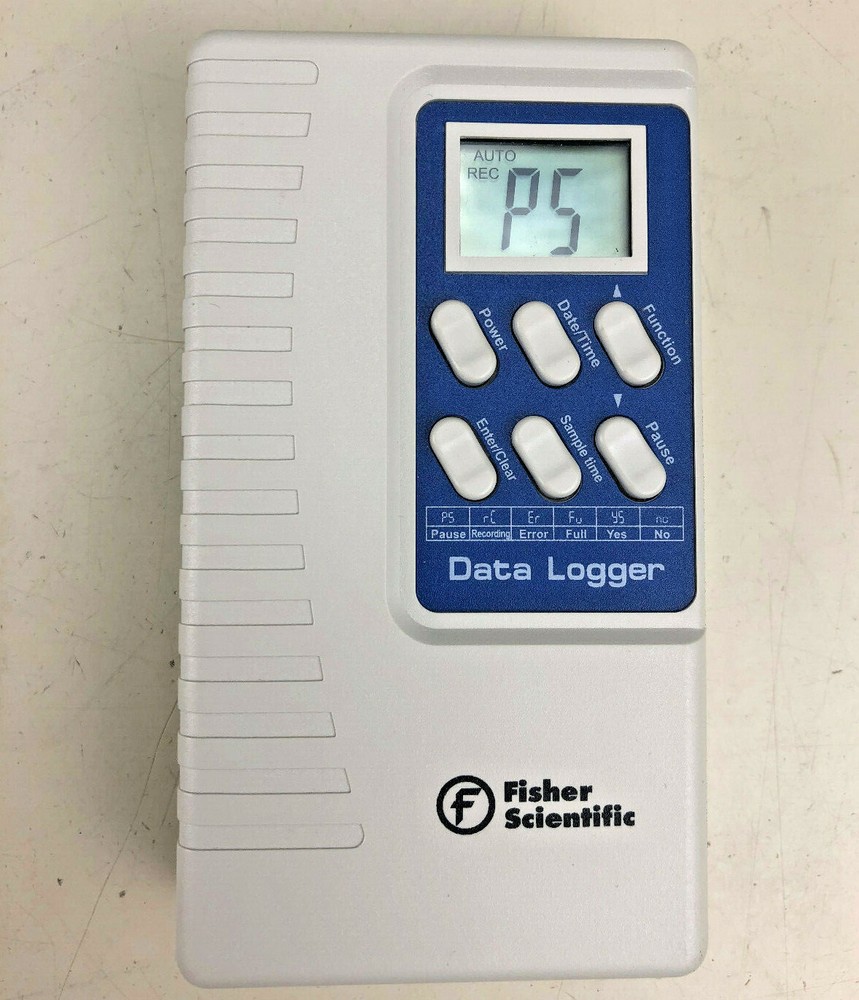 AUTO
REC
PS
Power
Date/Time
Function
Enter/Clear
Sample time
Pause
PS rC Er Fu YS no
Pause Recording Error Full Yes No
Data Logger
Fisher
Scientific